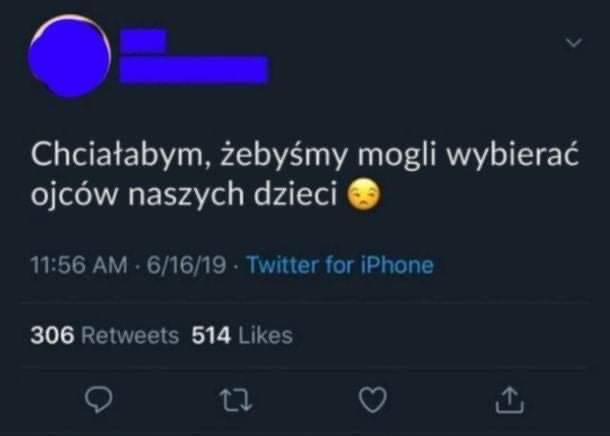 Chciałabym, żebyśmy mogli wybierać
ojców naszych dzieci 😒
11:56 AM · 6/16/19 · Twitter for iPhone
306 Retweets 514 Likes